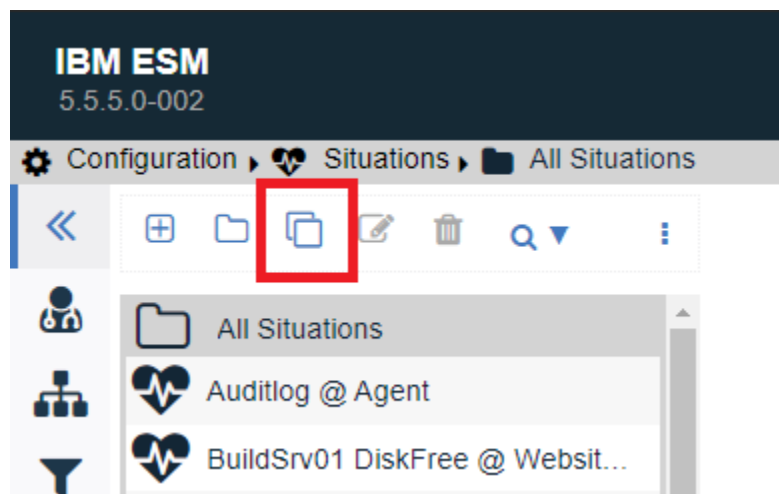 IBM ESM
5.5.5.0-002
Configuration Situations All Situations
All Situations
Auditlog @ Agent
BuildSrv01 DiskFree @ Websit...